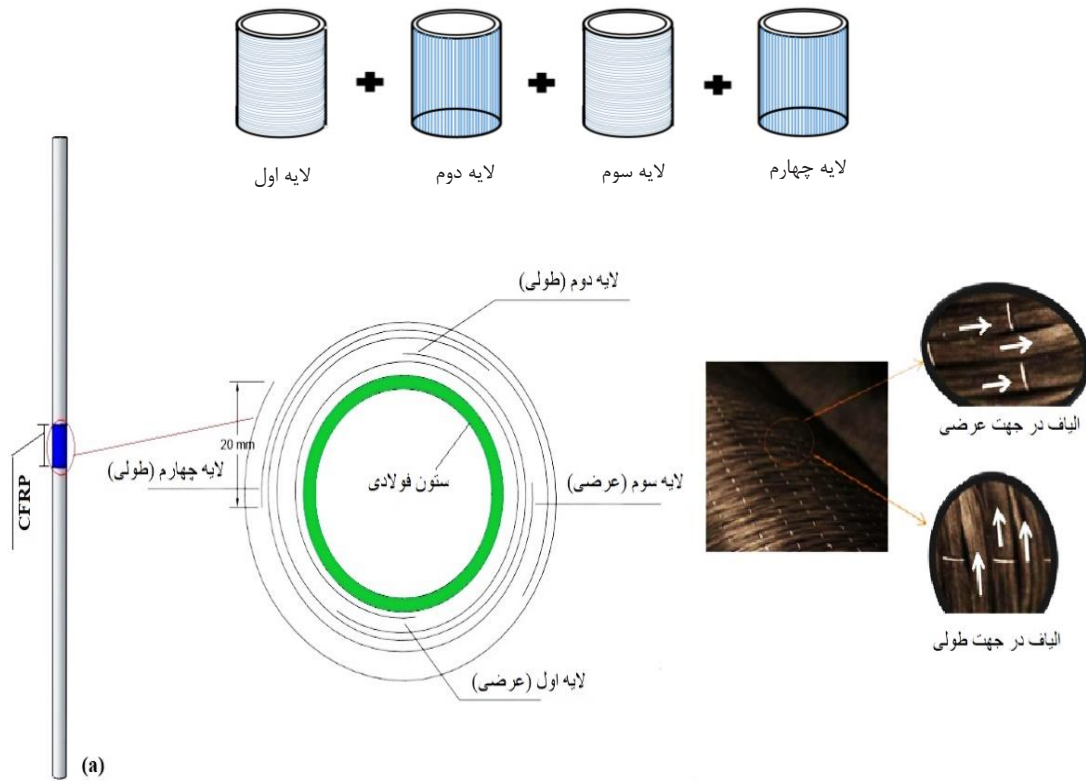 لایه اول
لایه دوم
لایه سوم
لایه چهارم
لایه دوم (طولی)
20 mm
لایه چهارم (طولی)
ستون فولادی
لایه سوم (عرضی)
لایه اول (عرضی)
CFRP
(a)
الیاف در جهت عرضی
الیاف در جهت طولی